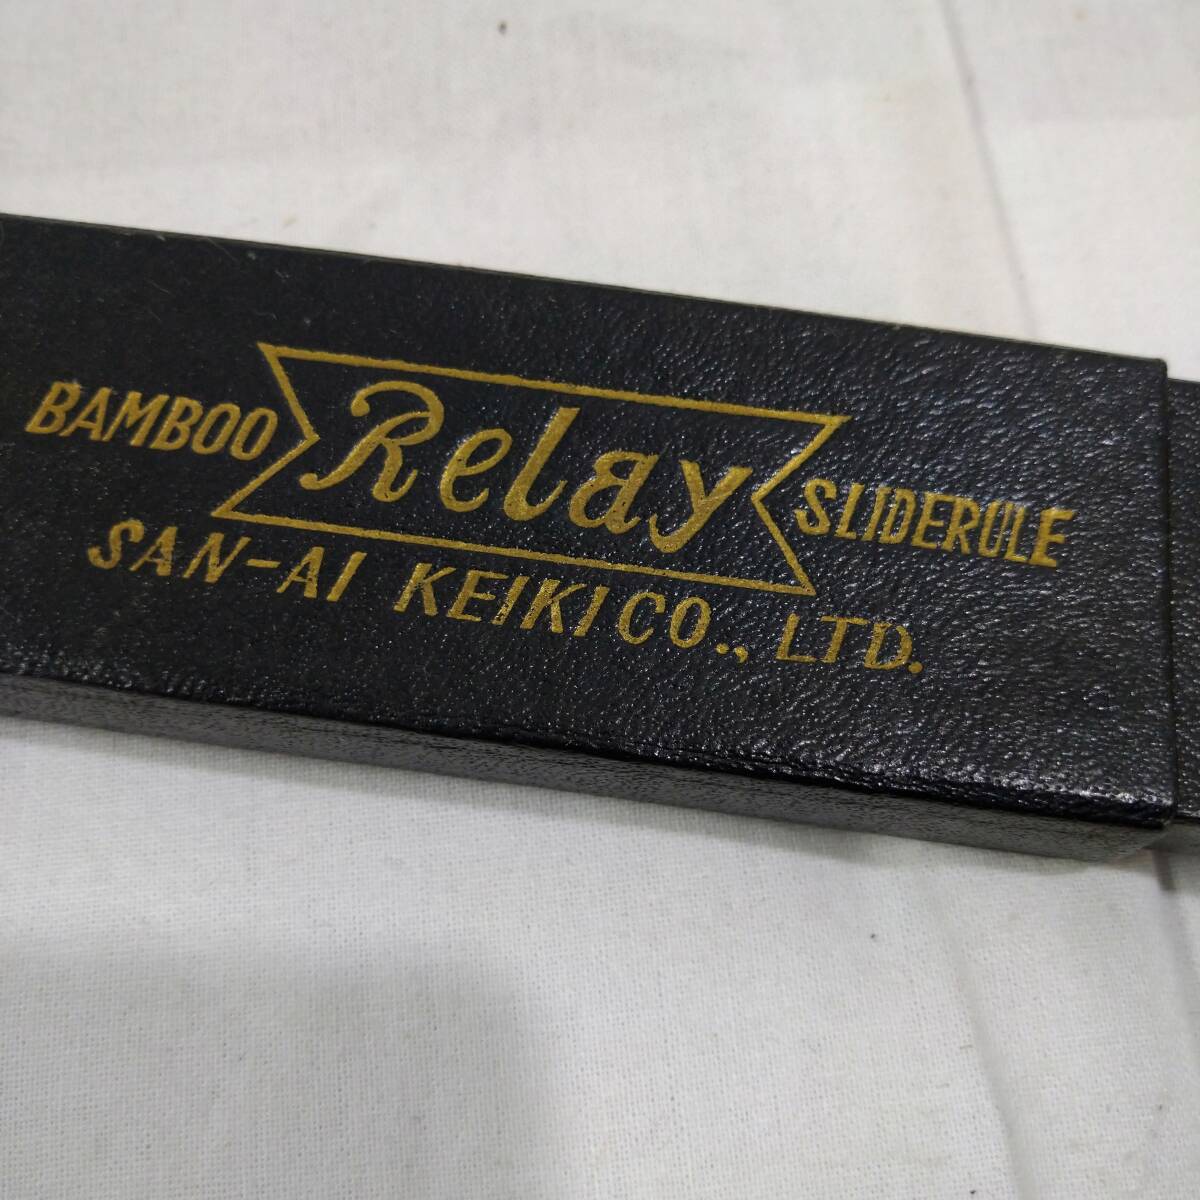 BAMBOO Relay SLIDERULE
SAN-AI KEIKI CO., LTD.